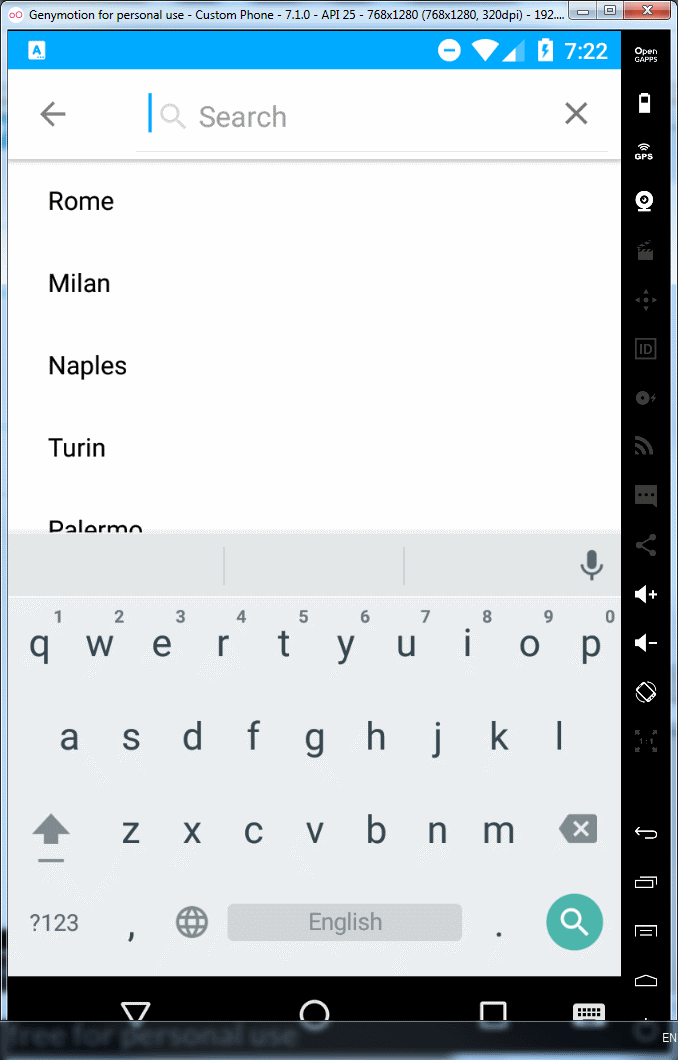 Genymotion for personal use - Custom Phone - 7.1.0 - API 25 - 768x1280 (768x1280, 320dpi) - 192....
A
7:22
Open
GAPPS
Search
GPS
Rome
Milan
ID
Naples
Turin
Palermo
1 2 3 4 5 6 7 8 9 0
q w e r t y u i o p
a s d f g h j k l
1:1
z x c v b n m
?123 , English .
free for personal use
EN